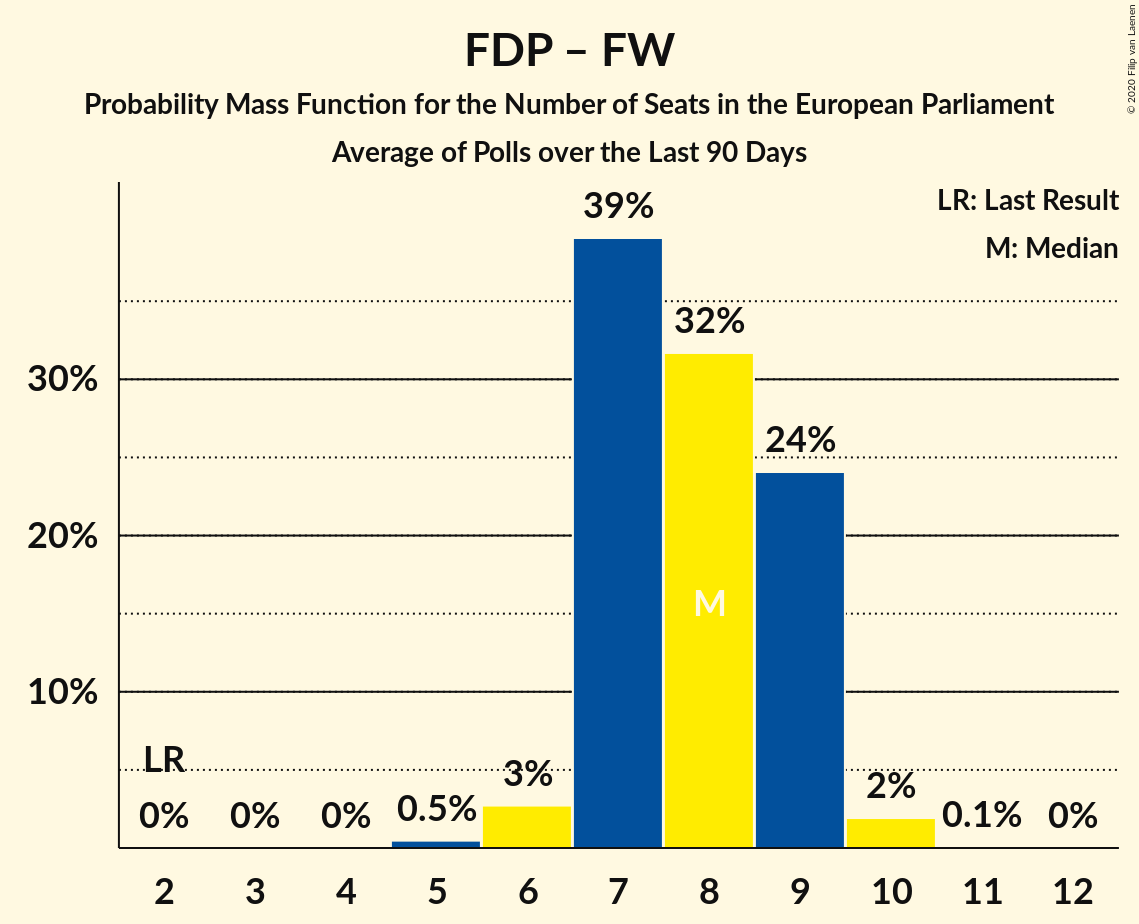 FDP – FW
Probability Mass Function for the Number of Seats in the European Parliament
Average of Polls over the Last 90 Days
© 2020 Filip van Laenen
LR: Last Result
M: Median
39%
32%
30%
24%
20%
M
10%
LR
3%
2%
0%
0%
0%
0.5%
0.1%
0%
2 3 4 5 6 7 8 9 10 11 12